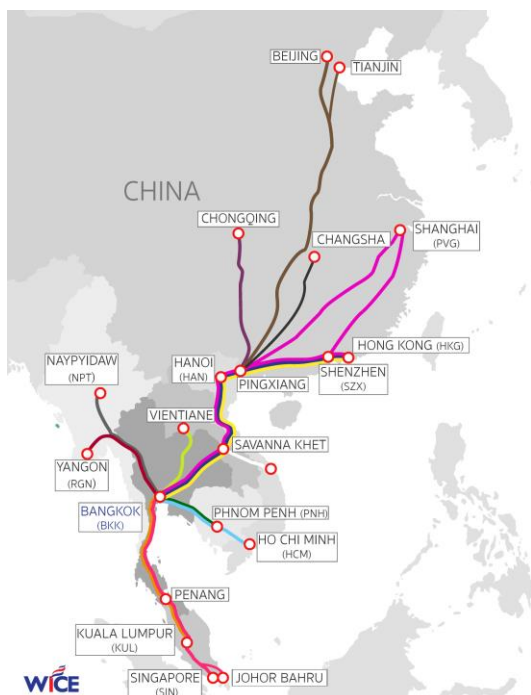 BEIJING
TIANJIN
CHINA
CHONGQING
CHANGSHA
SHANGHAI
(PVG)
HONG KONG (HKG)
HANOI
(HAN)
PINGXIANG
SHENZHEN
(SZX)
NAYPYIDAW
(NPT)
VIENTIANE
SAVANNA KHET
YANGON
(RGN)
BANGKOK
(BKK)
PHNOM PENH (PNH)
HO CHI MINH
(HCM)
PENANG
KUALA LUMPUR
(KUL)
SINGAPORE
(SIN)
JOHOR BAHRU
WICE